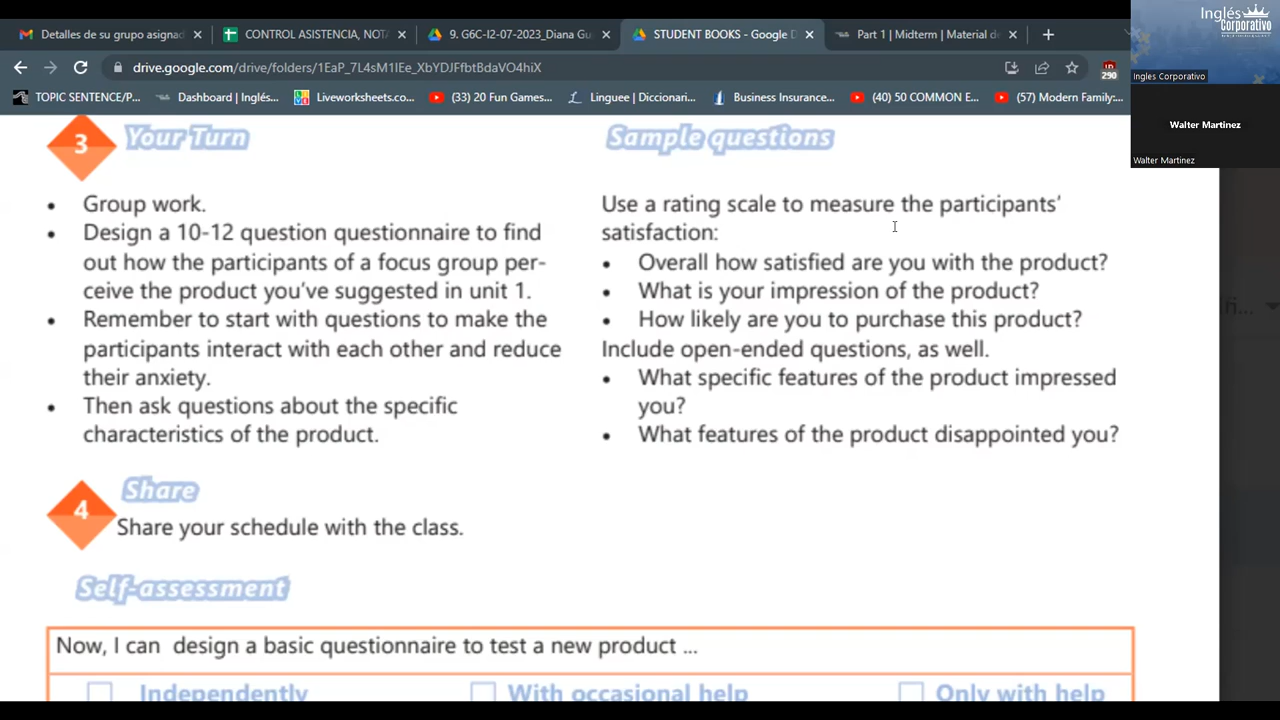 Detalles de su grupo asignad
CONTROL ASISTENCIA, NOTA
9. G6C-I2-07-2023_Diana Gu
STUDENT BOOKS - Google D
Part 1 | Midterm | Material de
drive.google.com/drive/folders/1EaP_7L4sM1IEe_XbYDJFfbtBdaVO4hiX
290
TOPIC SENTENCE/P...
Dashboard | Inglés...
Liveworksheets.co...
(33) 20 Fun Games...
Linguee | Diccionari...
Business Insurance...
(40) 50 COMMON E...
(57) Modern Family:...
Inglés
Corporativo
Ingles Corporativo
Walter Martinez
Walter Martinez
3
Your Turn
• Group work.
• Design a 10-12 question questionnaire to find
out how the participants of a focus group per-
ceive the product you've suggested in unit 1.
• Remember to start with questions to make the
participants interact with each other and reduce
their anxiety.
• Then ask questions about the specific
characteristics of the product.
Sample questions
Use a rating scale to measure the participants'
satisfaction:
• Overall how satisfied are you with the product?
• What is your impression of the product?
• How likely are you to purchase this product?
Include open-ended questions, as well.
• What specific features of the product impressed
you?
• What features of the product disappointed you?
4
Share
Share your schedule with the class.
Self-assessment
Now, I can design a basic questionnaire to test a new product ...
Independently
With occasional help
Only with help